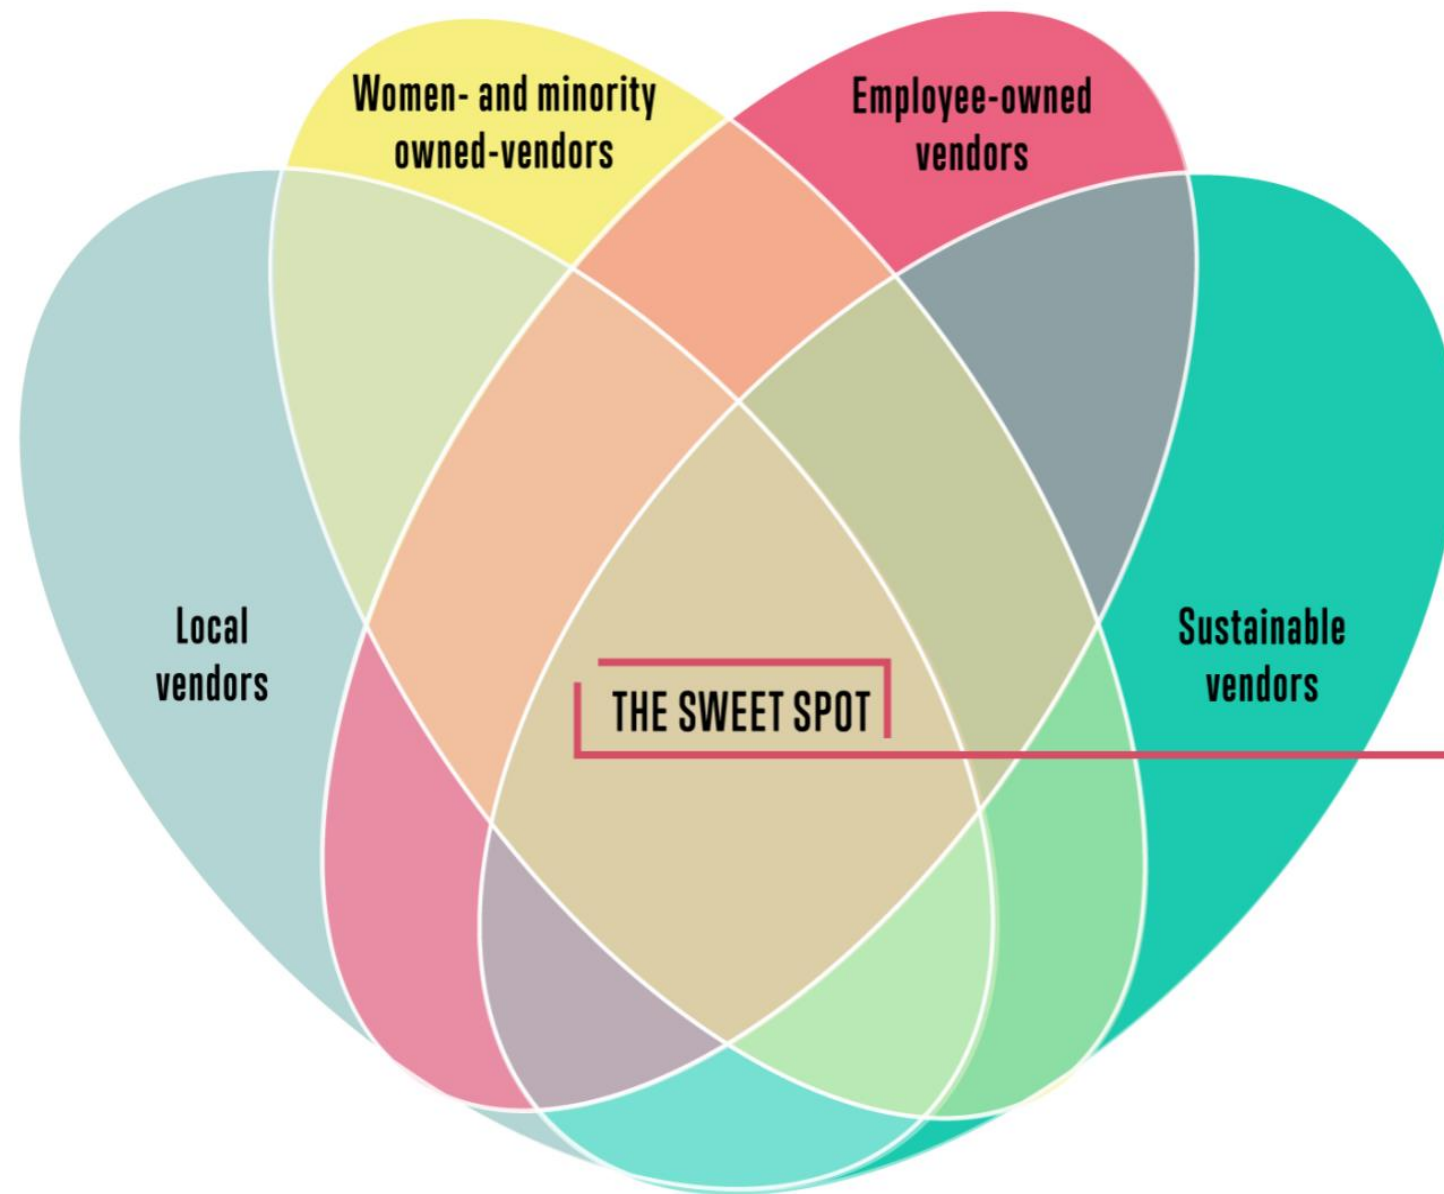 Women- and minority
owned-vendors
Employee-owned
vendors
Local
vendors
THE SWEET SPOT
Sustainable
vendors